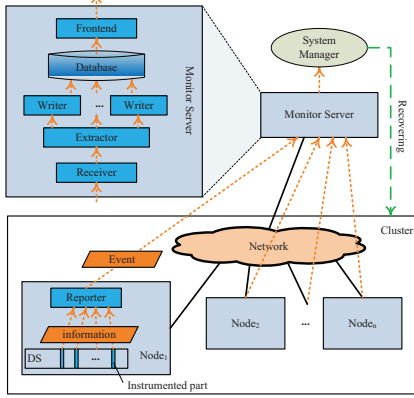 Frontend
Database
Writer
...
Writer
Extractor
Receiver
Monitor Server
System
Manager
Monitor Server
Recovering
Cluster
Network
Event
Reporter
information
DS
...
Node1
Instrumented part
Node2
...
Noden